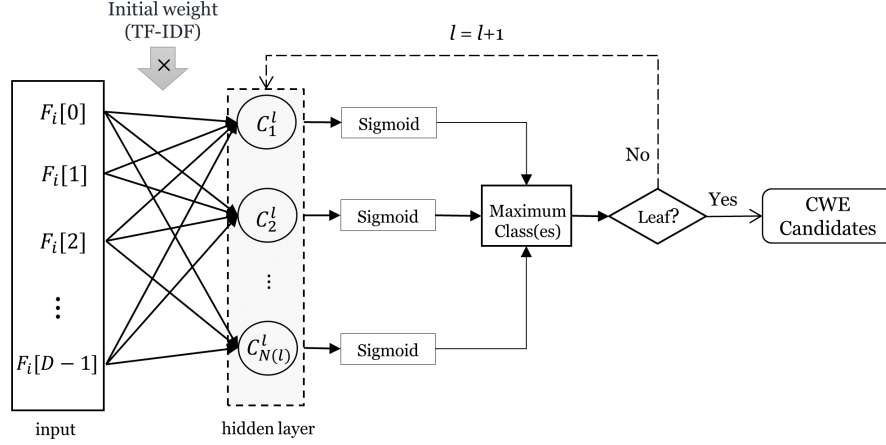 Initial weight
(TF-IDF)
×
l = l+1
F_i[0]
F_i[1]
F_i[2]
⋮
F_i[D − 1]
input
C_1^l
C_2^l
⋮
C_{N(l)}^l
hidden layer
Sigmoid
Sigmoid
Sigmoid
Maximum
Class(es)
Leaf?
No
Yes
CWE
Candidates